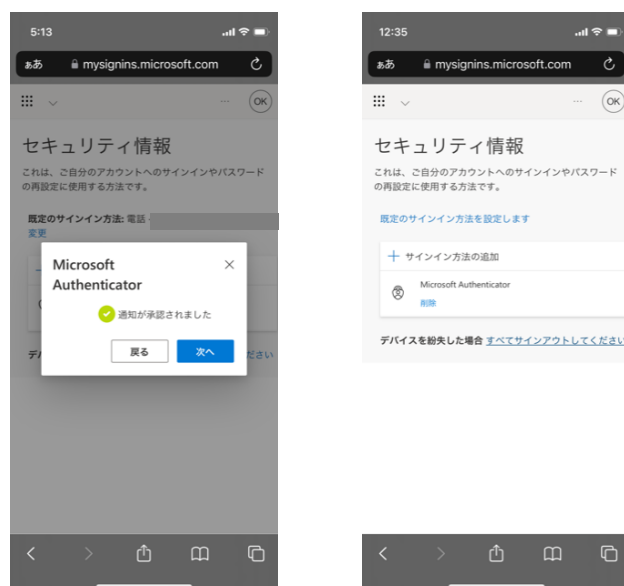 5:13
ぁあ mysignins.microsoft.com
OK
セキュリティ情報
これは、ご自分のアカウントへのサインインやパスワード
の再設定に使用する方法です。
既定のサインイン方法: 電話 -
変更
Microsoft
Authenticator
通知が承認されました
戻る 次へ
デバ
ださい
12:35
ぁあ mysignins.microsoft.com
OK
セキュリティ情報
これは、ご自分のアカウントへのサインインやパスワード
の再設定に使用する方法です。
既定のサインイン方法を設定します
サインイン方法の追加
Microsoft Authenticator
削除
デバイスを紛失した場合 すべてサインアウトしてください